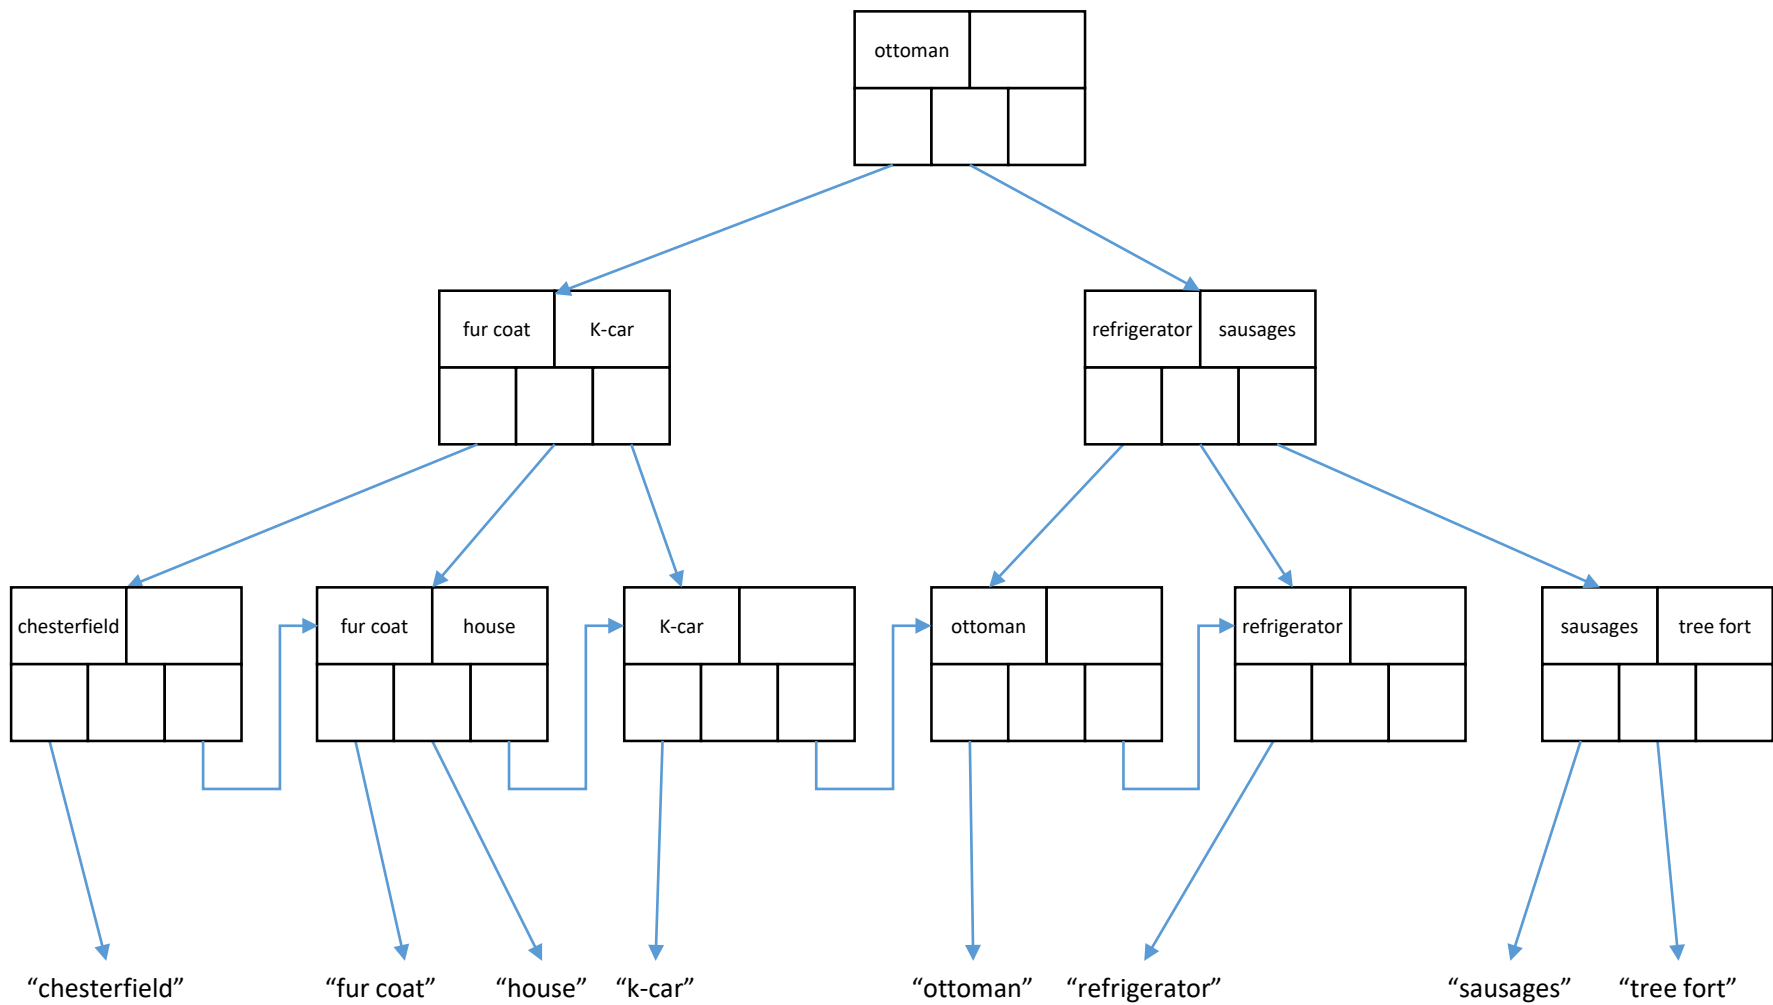 ottoman
fur coat K-car
refrigerator sausages
chesterfield
fur coat house
K-car
ottoman
refrigerator
sausages tree fort
“chesterfield”
“fur coat”
“house”
“k-car”
“ottoman”
“refrigerator”
“sausages”
“tree fort”